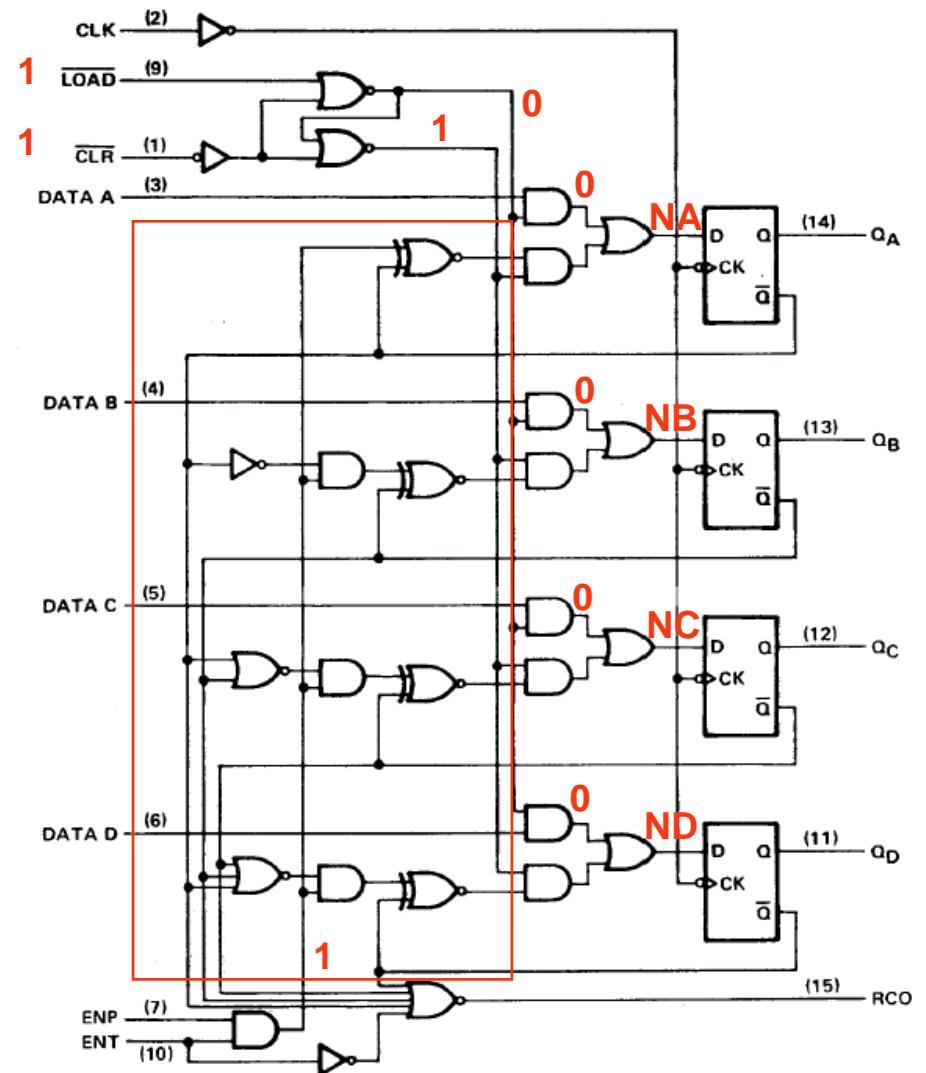 CLK (2)
1 L̅O̅A̅D̅ (9)
0
1
1 C̅L̅R̅ (1)
DATA A (3)
0
NA D Q (14) QA
CK
Q̅
DATA B (4)
0
NB D Q (13) QB
CK
Q̅
DATA C (5)
0
NC D Q (12) QC
CK
Q̅
0
DATA D (6)
ND D Q (11) QD
CK
Q̅
1
(15) RCO
ENP (7)
ENT (10)